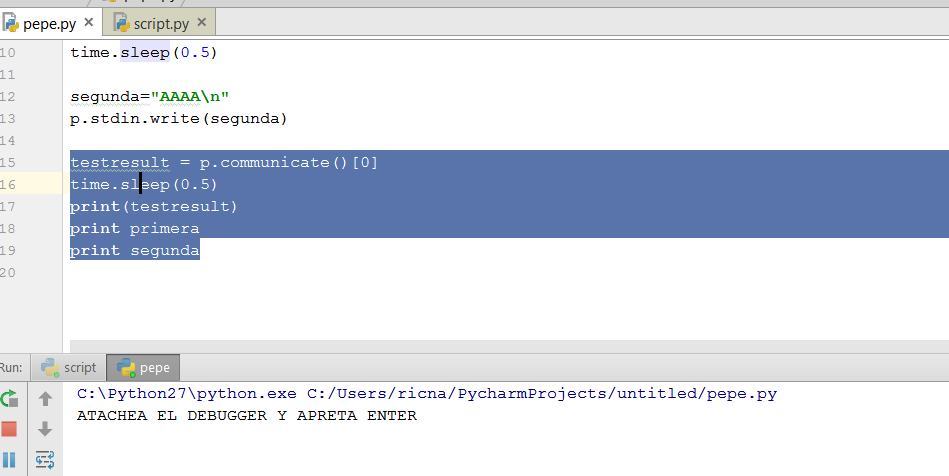 pepe.py × script.py ×
10 time.sleep(0.5)
11
12 segunda="AAAA\n"
13 p.stdin.write(segunda)
14
15 testresult = p.communicate()[0]
16 time.sleep(0.5)
17 print(testresult)
18 print primera
19 print segunda
20
Run: script pepe
C:\Python27\python.exe C:/Users/ricna/PycharmProjects/untitled/pepe.py
ATACHEA EL DEBUGGER Y APRETA ENTER